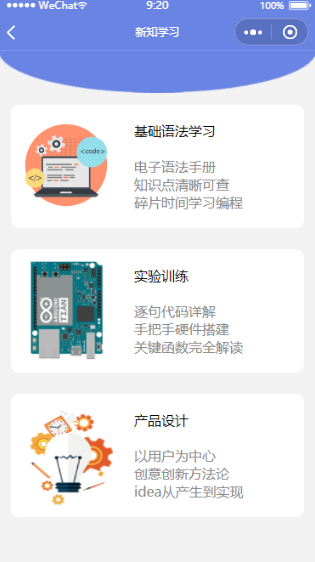 WeChat
9:20
100%
新知学习
基础语法学习
<code>
</>
电子语法手册
知识点清晰可查
碎片时间学习编程
实验训练
逐句代码详解
手把手硬件搭建
关键函数完全解读
产品设计
以用户为中心
创意创新方法论
idea从产生到实现